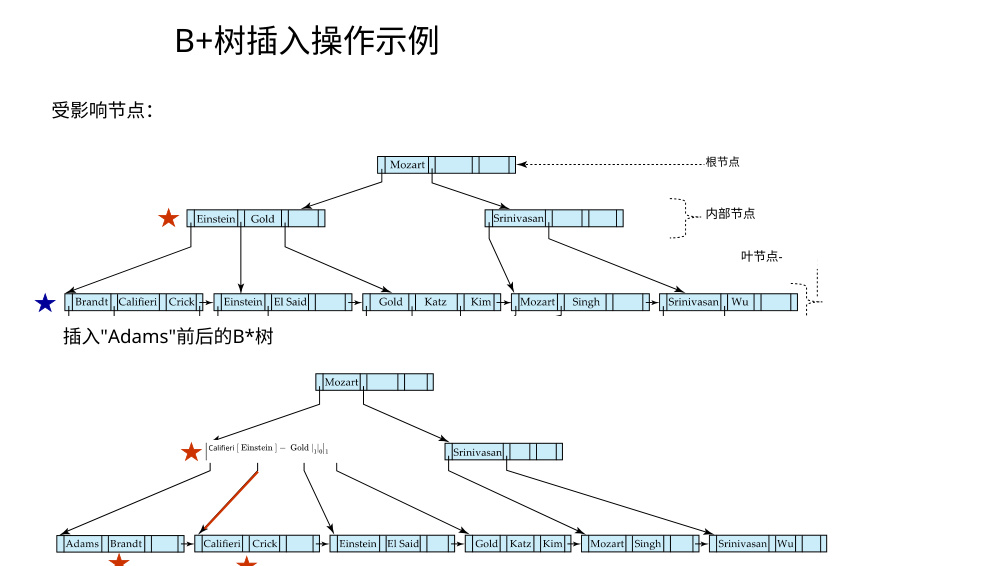 B+树插入操作示例
受影响节点：
Mozart
根节点
Einstein Gold
Srinivasan
内部节点
叶节点-
Brandt Califieri Crick Einstein El Said Gold Katz Kim Mozart Singh Srinivasan Wu
插入"Adams"前后的B*树
Mozart
Califieri [ Einstein ] − Gold
Srinivasan
Adams Brandt Califieri Crick Einstein El Said Gold Katz Kim Mozart Singh Srinivasan Wu